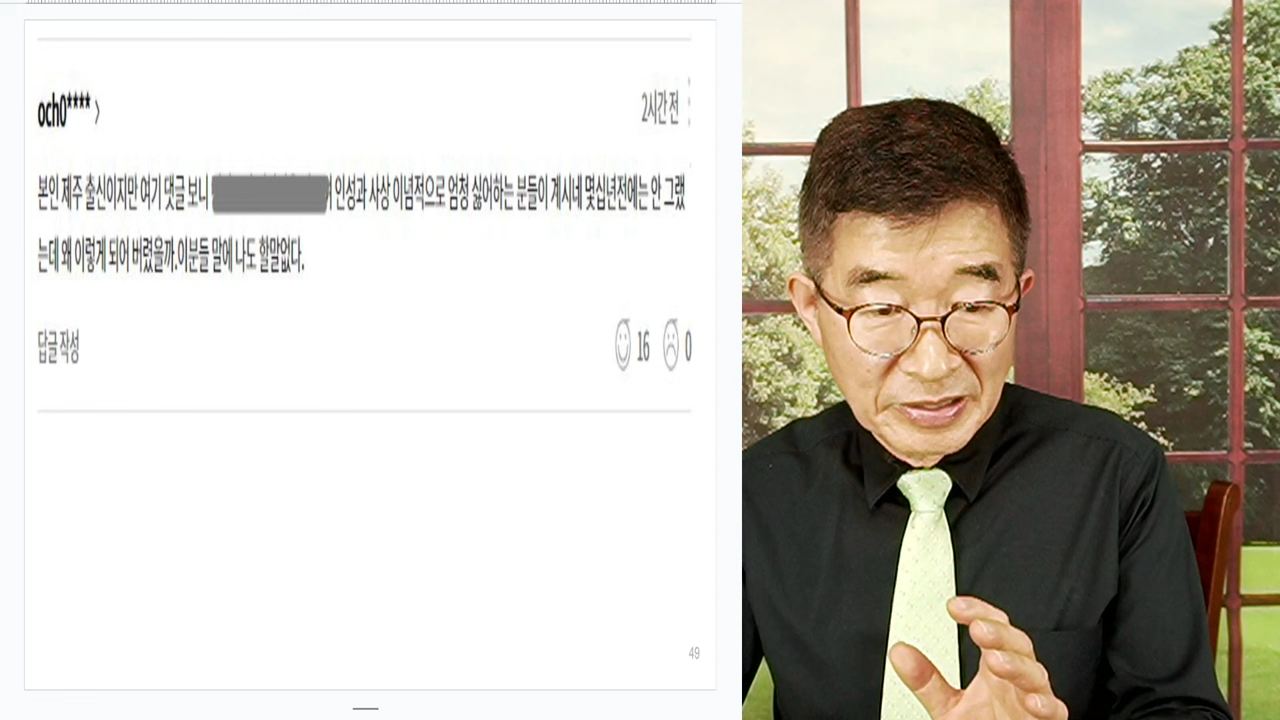 och0**** 〉
2시간 전
본인 제주 출신이지만 여기 댓글 보니 인성과 사상 이념적으로 엄청 싫어하는 분들이 계시네 몇십년전에는 안 그랬
는데 왜 이렇게 되어 버렸을까.이분들 말에 나도 할말없다.
답글 작성
16 0
49